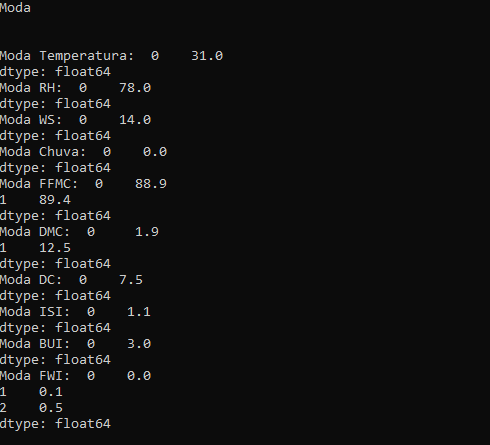 Moda
Moda Temperatura:  0    31.0
dtype: float64
Moda RH:  0    78.0
dtype: float64
Moda WS:  0    14.0
dtype: float64
Moda Chuva:  0    0.0
dtype: float64
Moda FFMC:  0    88.9
1    89.4
dtype: float64
Moda DMC:  0     1.9
1    12.5
dtype: float64
Moda DC:  0    7.5
dtype: float64
Moda ISI:  0    1.1
dtype: float64
Moda BUI:  0    3.0
dtype: float64
Moda FWI:  0    0.0
1    0.1
2    0.5
dtype: float64